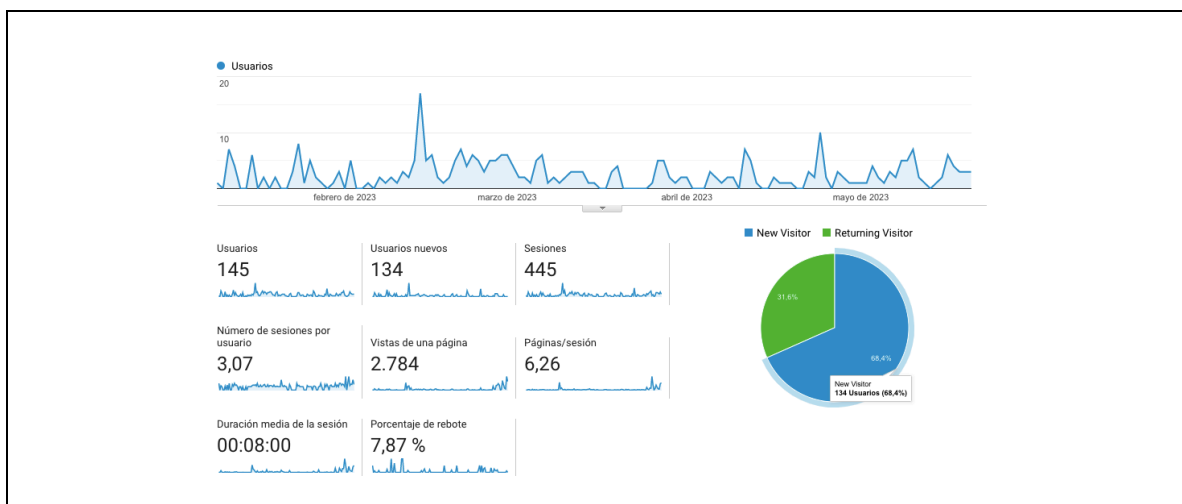 Usuarios
20
10
febrero de 2023
marzo de 2023
abril de 2023
mayo de 2023
Usuarios
145
Usuarios nuevos
134
Sesiones
445
Número de sesiones por
usuario
3,07
Vistas de una página
2.784
Páginas/sesión
6,26
Duración media de la sesión
00:08:00
Porcentaje de rebote
7,87 %
New Visitor
Returning Visitor
31,6%
68,4%
New Visitor
134 Usuarios (68,4%)